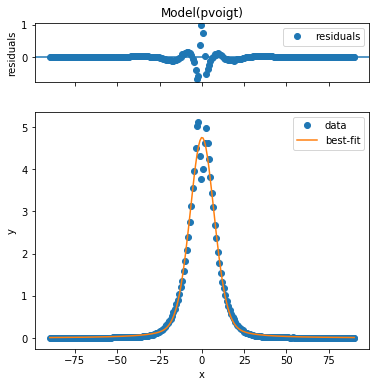 Model(pvoigt)
residuals
1
0
residuals
5
4
3
2
1
0
y
data
best-fit
−75
−50
−25
0
25
50
75
x